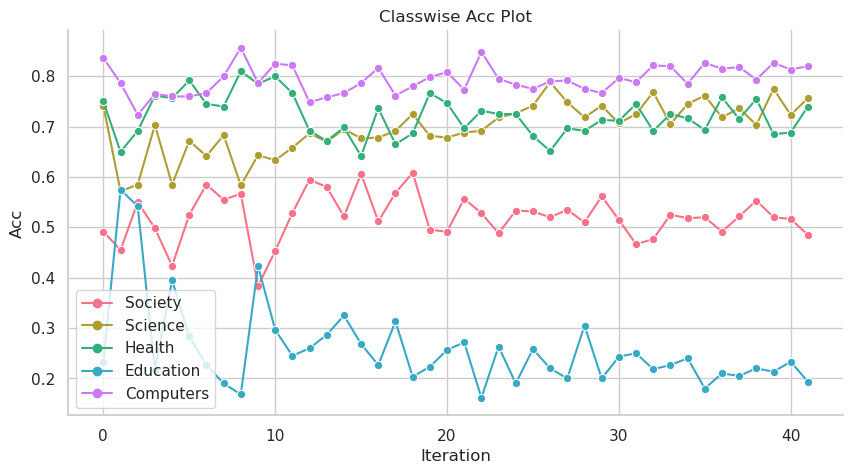 Classwise Acc Plot
Acc
0.8
0.7
0.6
0.5
0.4
0.3
0.2
Society
Science
Health
Education
Computers
0 10 20 30 40
Iteration